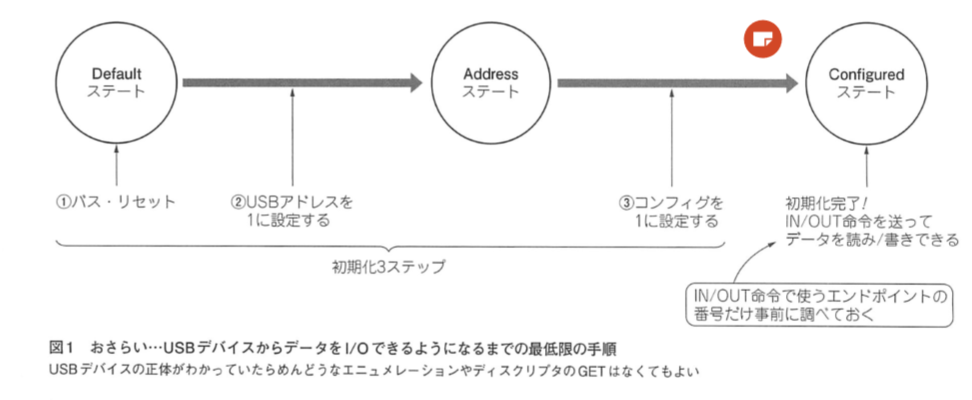 Default
ステート
Address
ステート
Configured
ステート
①バス・リセット
②USBアドレスを
1に設定する
③コンフィグを
1に設定する
初期化完了!
IN/OUT命令を送って
データを読み/書きできる
初期化3ステップ
IN/OUT命令で使うエンドポイントの
番号だけ事前に調べておく
図1 おさらい…USBデバイスからデータをI/Oできるようになるまでの最低限の手順
USBデバイスの正体がわかっていたらめんどうなエニュメレーションやディスクリプタのGETはなくてもよい